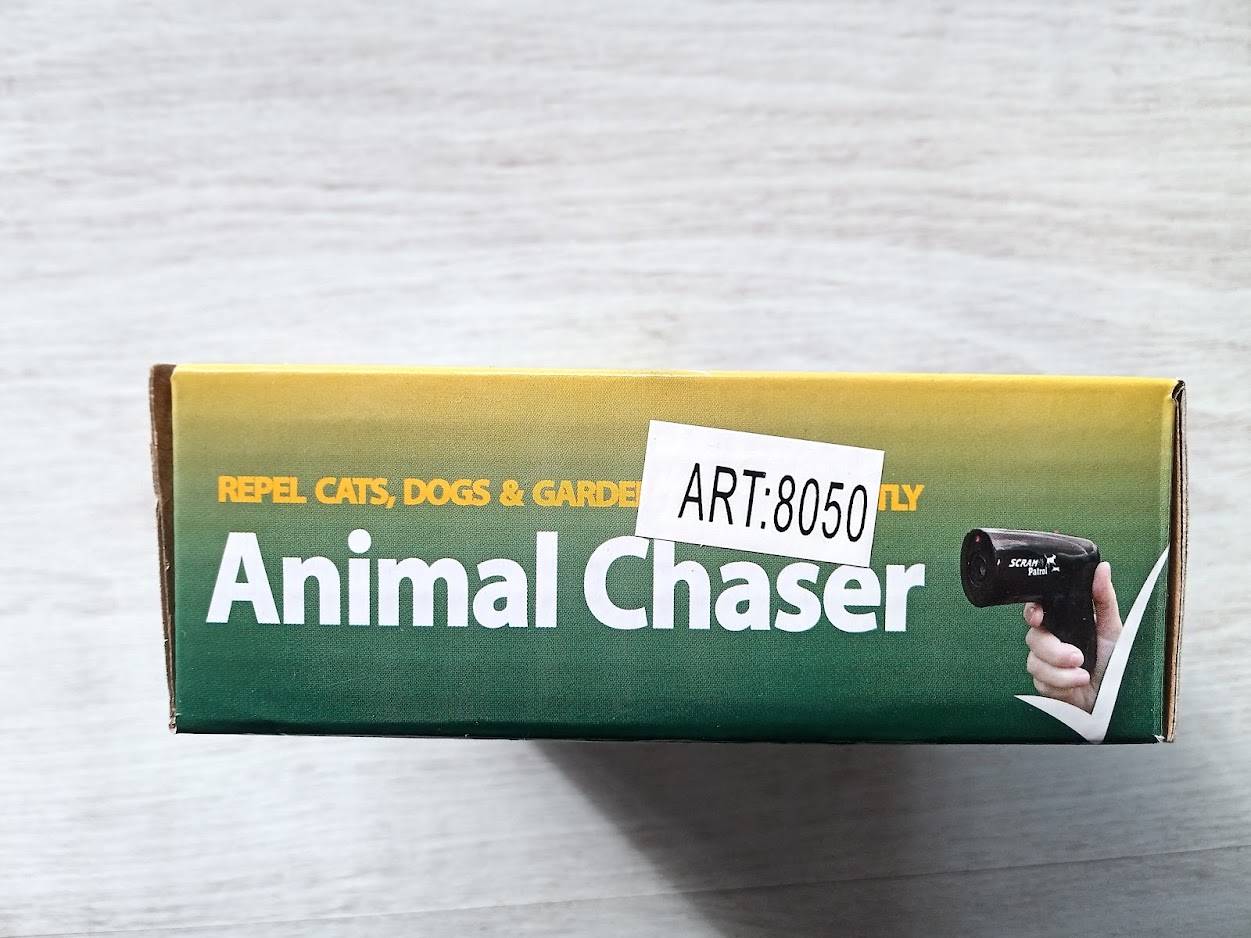 REPEL CATS, DOGS & GARDE TLY
ART:8050
Animal Chaser
SCRAM
Patrol